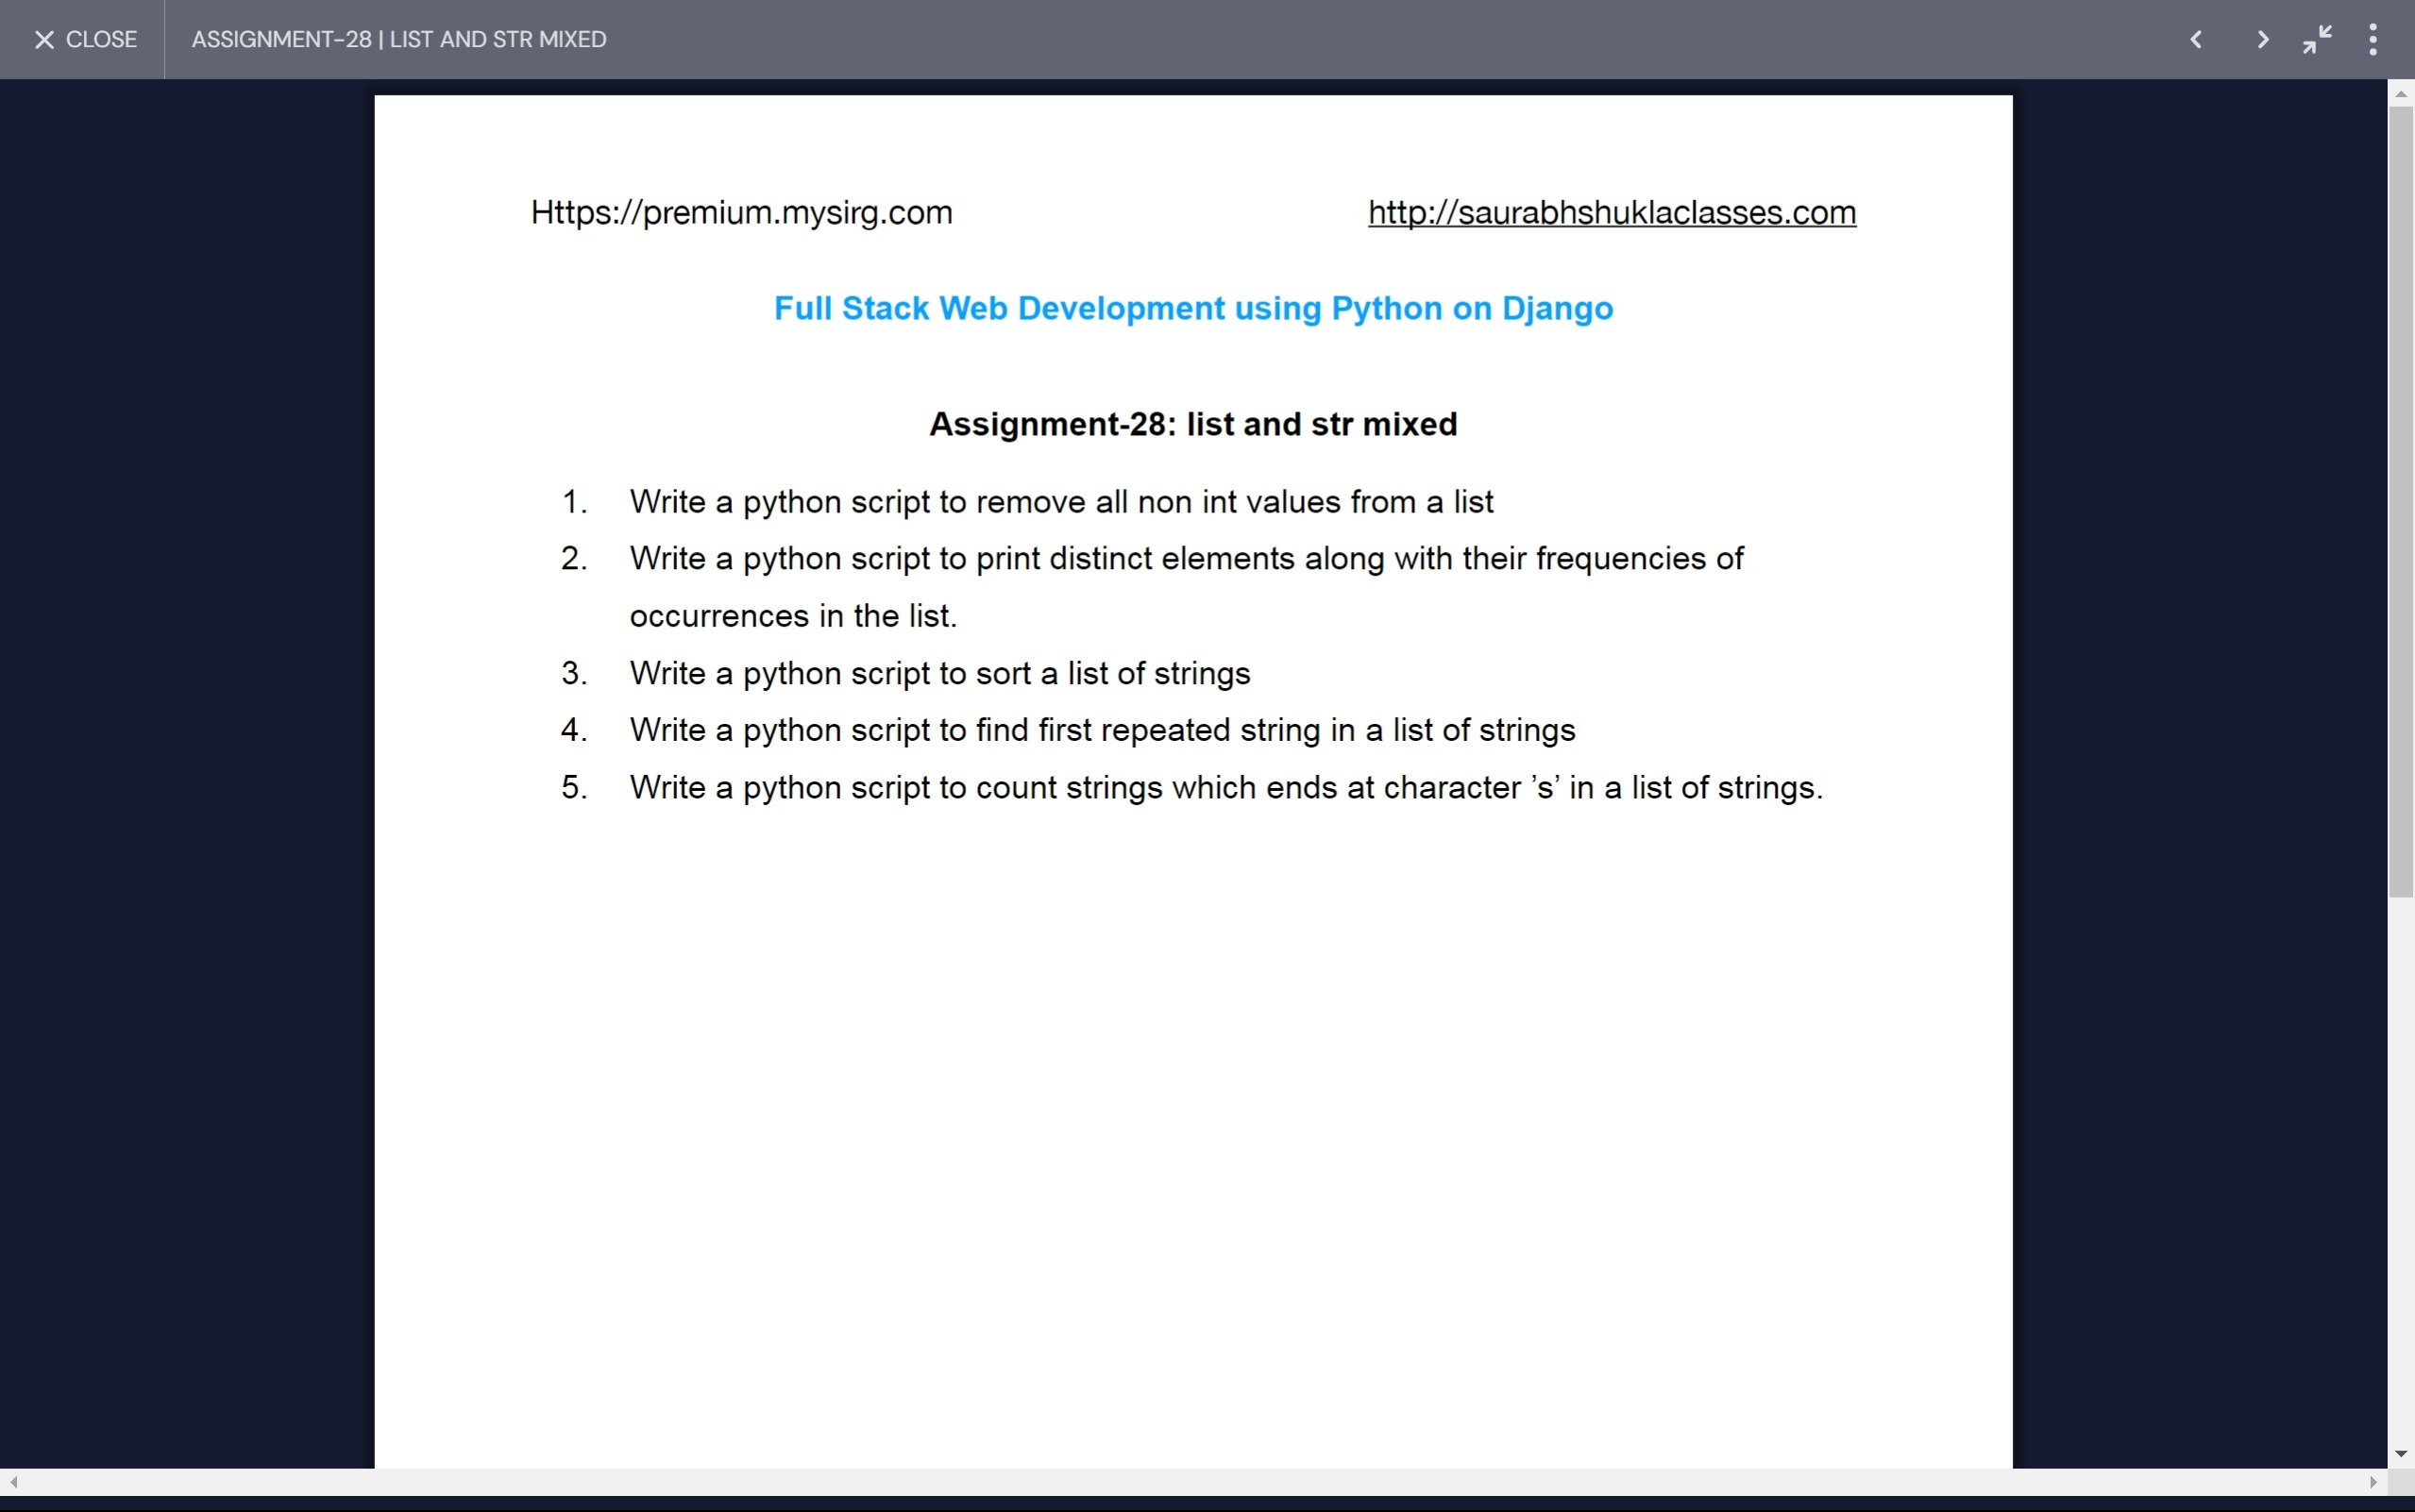 CLOSE
ASSIGNMENT-28 | LIST AND STR MIXED
Https://premium.mysirg.com
http://saurabhshuklaclasses.com
Full Stack Web Development using Python on Django
Assignment-28: list and str mixed
1. Write a python script to remove all non int values from a list
2. Write a python script to print distinct elements along with their frequencies of
occurrences in the list.
3. Write a python script to sort a list of strings
4. Write a python script to find first repeated string in a list of strings
5. Write a python script to count strings which ends at character ’s’ in a list of strings.